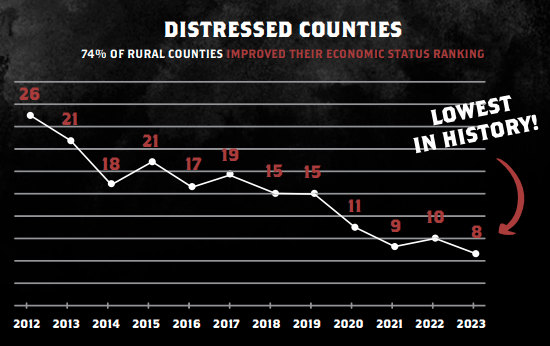 DISTRESSED COUNTIES
74% OF RURAL COUNTIES IMPROVED THEIR ECONOMIC STATUS RANKING
LOWEST
IN HISTORY!
26
21
18
21
17
19
15
15
11
9
10
8
2012 2013 2014 2015 2016 2017 2018 2019 2020 2021 2022 2023